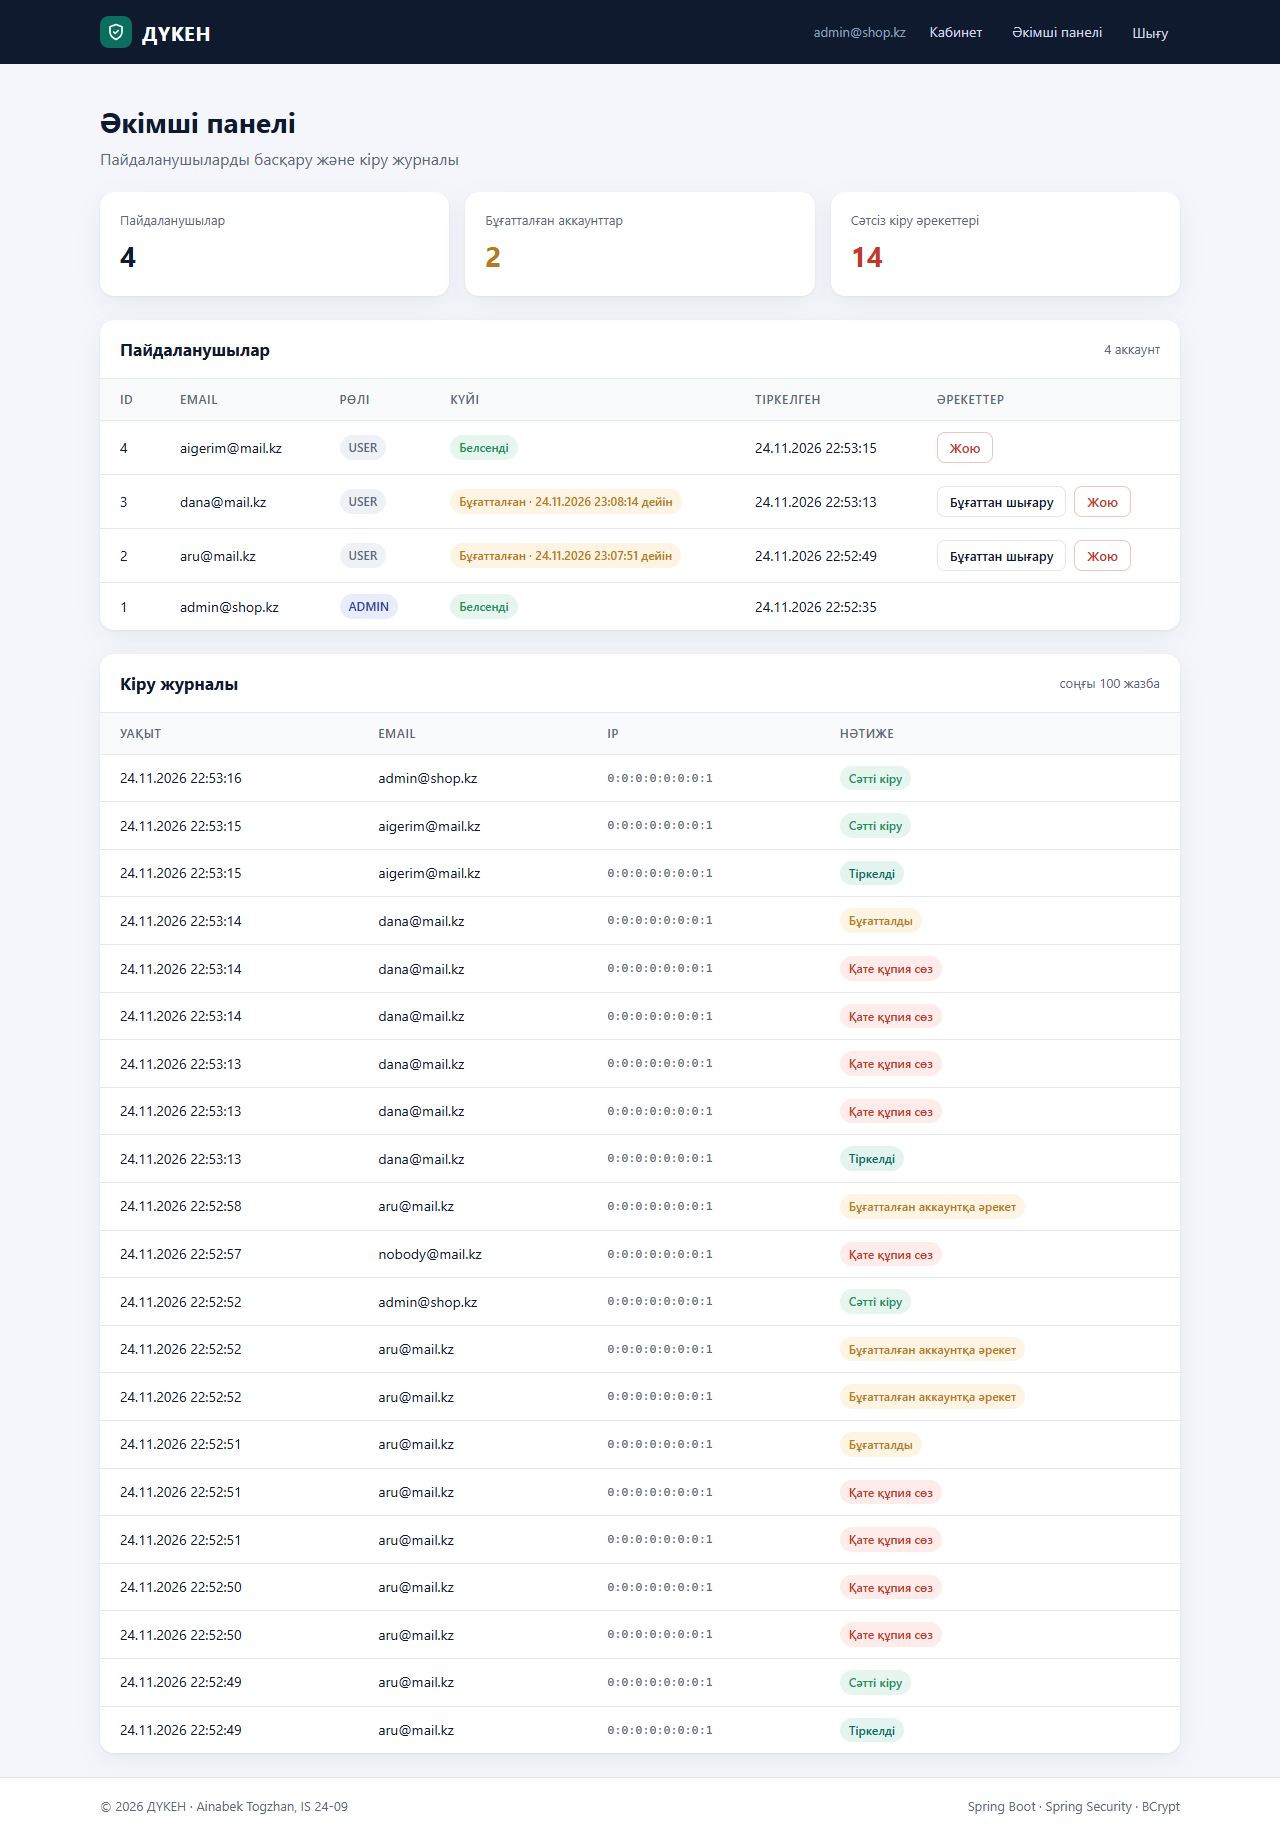 ДҮКЕН
admin@shop.kz Кабинет Әкімші панелі Шығу
Әкімші панелі
Пайдаланушыларды басқару және кіру журналы
Пайдаланушылар
4
Бұғатталған аккаунттар
2
Сәтсіз кіру әрекеттері
14
Пайдаланушылар 4 аккаунт
ID EMAIL РӨЛІ КҮЙІ ТІРКЕЛГЕН ӘРЕКЕТТЕР
4 aigerim@mail.kz USER Белсенді 24.11.2026 22:53:15 Жою
3 dana@mail.kz USER Бұғатталған · 24.11.2026 23:08:14 дейін 24.11.2026 22:53:13 Бұғаттан шығару Жою
2 aru@mail.kz USER Бұғатталған · 24.11.2026 23:07:51 дейін 24.11.2026 22:52:49 Бұғаттан шығару Жою
1 admin@shop.kz ADMIN Белсенді 24.11.2026 22:52:35
Кіру журналы соңғы 100 жазба
УАҚЫТ EMAIL IP НӘТИЖЕ
24.11.2026 22:53:16 admin@shop.kz 0:0:0:0:0:0:0:1 Сәтті кіру
24.11.2026 22:53:15 aigerim@mail.kz 0:0:0:0:0:0:0:1 Сәтті кіру
24.11.2026 22:53:15 aigerim@mail.kz 0:0:0:0:0:0:0:1 Тіркелді
24.11.2026 22:53:14 dana@mail.kz 0:0:0:0:0:0:0:1 Бұғатталды
24.11.2026 22:53:14 dana@mail.kz 0:0:0:0:0:0:0:1 Қате құпия сөз
24.11.2026 22:53:14 dana@mail.kz 0:0:0:0:0:0:0:1 Қате құпия сөз
24.11.2026 22:53:13 dana@mail.kz 0:0:0:0:0:0:0:1 Қате құпия сөз
24.11.2026 22:53:13 dana@mail.kz 0:0:0:0:0:0:0:1 Қате құпия сөз
24.11.2026 22:53:13 dana@mail.kz 0:0:0:0:0:0:0:1 Тіркелді
24.11.2026 22:52:58 aru@mail.kz 0:0:0:0:0:0:0:1 Бұғатталған аккаунтқа әрекет
24.11.2026 22:52:57 nobody@mail.kz 0:0:0:0:0:0:0:1 Қате құпия сөз
24.11.2026 22:52:52 admin@shop.kz 0:0:0:0:0:0:0:1 Сәтті кіру
24.11.2026 22:52:52 aru@mail.kz 0:0:0:0:0:0:0:1 Бұғатталған аккаунтқа әрекет
24.11.2026 22:52:52 aru@mail.kz 0:0:0:0:0:0:0:1 Бұғатталған аккаунтқа әрекет
24.11.2026 22:52:51 aru@mail.kz 0:0:0:0:0:0:0:1 Бұғатталды
24.11.2026 22:52:51 aru@mail.kz 0:0:0:0:0:0:0:1 Қате құпия сөз
24.11.2026 22:52:51 aru@mail.kz 0:0:0:0:0:0:0:1 Қате құпия сөз
24.11.2026 22:52:50 aru@mail.kz 0:0:0:0:0:0:0:1 Қате құпия сөз
24.11.2026 22:52:50 aru@mail.kz 0:0:0:0:0:0:0:1 Қате құпия сөз
24.11.2026 22:52:49 aru@mail.kz 0:0:0:0:0:0:0:1 Сәтті кіру
24.11.2026 22:52:49 aru@mail.kz 0:0:0:0:0:0:0:1 Тіркелді
© 2026 ДҮКЕН · Ainabek Togzhan, IS 24-09 Spring Boot · Spring Security · BCrypt